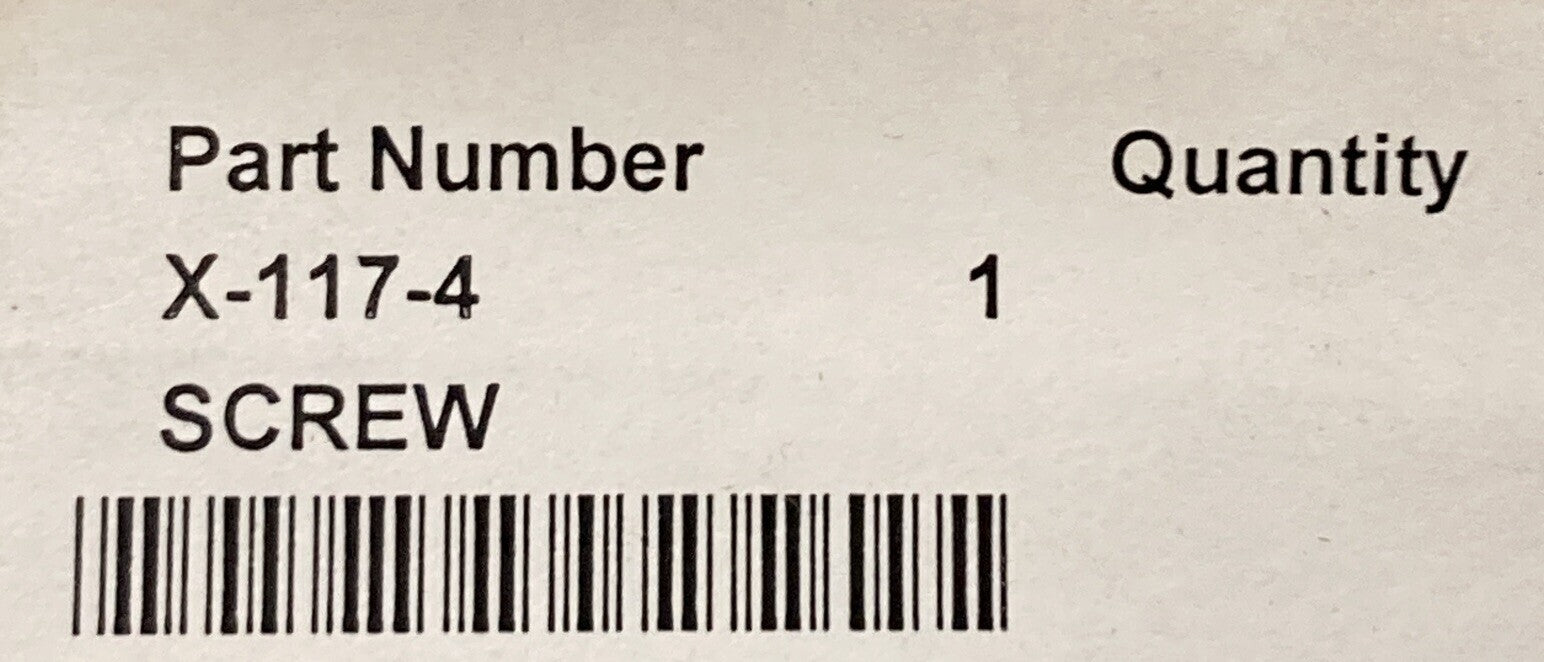 Part Number Quantity
X-117-4 1
SCREW